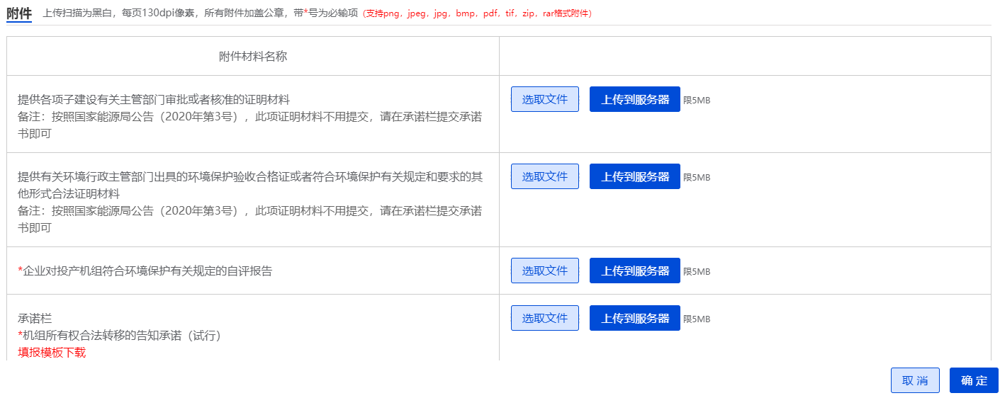 附件 上传扫描为黑白，每页130dpi像素，所有附件加盖公章，带*号为必输项（支持png，jpeg，jpg，bmp，pdf，tif，zip，rar格式附件）
附件材料名称
提供各项子建设有关主管部门审批或者核准的证明材料
备注：按照国家能源局公告（2020年第3号），此项证明材料不用提交，请在承诺栏提交承诺
书即可
选取文件 上传到服务器 限5MB
提供有关环境行政主管部门出具的环境保护验收合格证或者符合环境保护有关规定和要求的其
他形式合法证明材料
备注：按照国家能源局公告（2020年第3号），此项证明材料不用提交，请在承诺栏提交承诺
书即可
选取文件 上传到服务器 限5MB
*企业对投产机组符合环境保护有关规定的自评报告
选取文件 上传到服务器 限5MB
承诺栏
*机组所有权合法转移的告知承诺（试行）
填报模板下载
选取文件 上传到服务器 限5MB
取 消 确 定